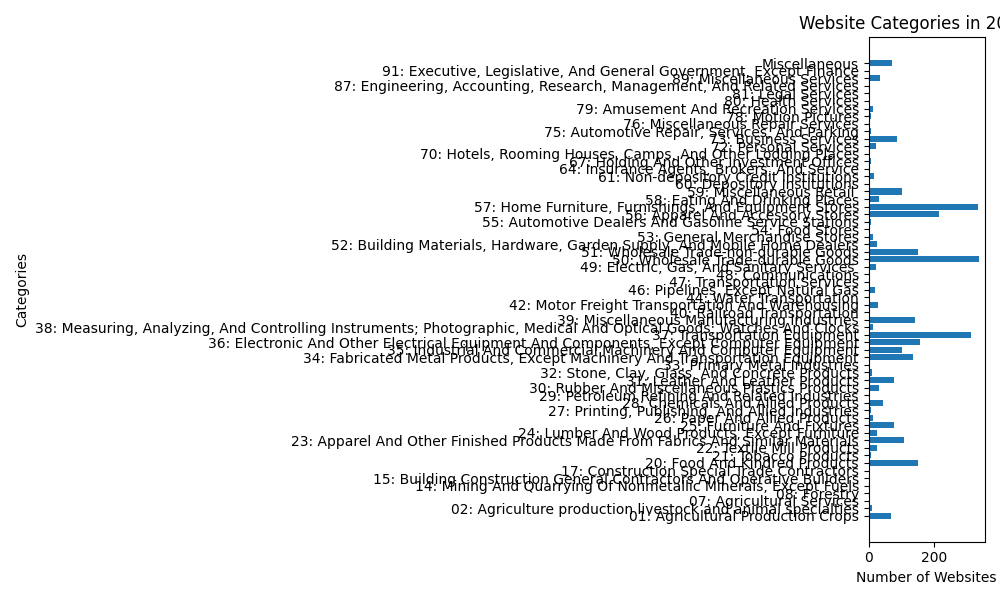 Website Categories in 20
Miscellaneous
91: Executive, Legislative, And General Government, Except Finance
89: Miscellaneous Services
87: Engineering, Accounting, Research, Management, And Related Services
81: Legal Services
80: Health Services
79: Amusement And Recreation Services
78: Motion Pictures
76: Miscellaneous Repair Services
75: Automotive Repair, Services, And Parking
73: Business Services
72: Personal Services
70: Hotels, Rooming Houses, Camps, And Other Lodging Places
67: Holding And Other Investment Offices
64: Insurance Agents, Brokers, And Service
61: Non-depository Credit Institutions
60: Depository Institutions
59: Miscellaneous Retail
58: Eating And Drinking Places
57: Home Furniture, Furnishings, And Equipment Stores
56: Apparel And Accessory Stores
55: Automotive Dealers And Gasoline Service Stations
54: Food Stores
53: General Merchandise Stores
52: Building Materials, Hardware, Garden Supply, And Mobile Home Dealers
51: Wholesale Trade-non-durable Goods
50: Wholesale Trade-durable Goods
49: Electric, Gas, And Sanitary Services
48: Communications
47: Transportation Services
46: Pipelines, Except Natural Gas
44: Water Transportation
42: Motor Freight Transportation And Warehousing
40: Railroad Transportation
39: Miscellaneous Manufacturing Industries
38: Measuring, Analyzing, And Controlling Instruments; Photographic, Medical And Optical Goods; Watches And Clocks
37: Transportation Equipment
36: Electronic And Other Electrical Equipment And Components, Except Computer Equipment
35: Industrial And Commercial Machinery And Computer Equipment
34: Fabricated Metal Products, Except Machinery And Transportation Equipment
33: Primary Metal Industries
32: Stone, Clay, Glass, And Concrete Products
31: Leather And Leather Products
30: Rubber And Miscellaneous Plastics Products
29: Petroleum Refining And Related Industries
28: Chemicals And Allied Products
27: Printing, Publishing, And Allied Industries
26: Paper And Allied Products
25: Furniture And Fixtures
24: Lumber And Wood Products, Except Furniture
23: Apparel And Other Finished Products Made From Fabrics And Similar Materials
22: Textile Mill Products
21: Tobacco Products
20: Food And Kindred Products
17: Construction Special Trade Contractors
15: Building Construction General Contractors And Operative Builders
14: Mining And Quarrying Of Nonmetallic Minerals, Except Fuels
08: Forestry
07: Agricultural Services
02: Agriculture production livestock and animal specialties
01: Agricultural Production Crops
Categories
0 200
Number of Websites